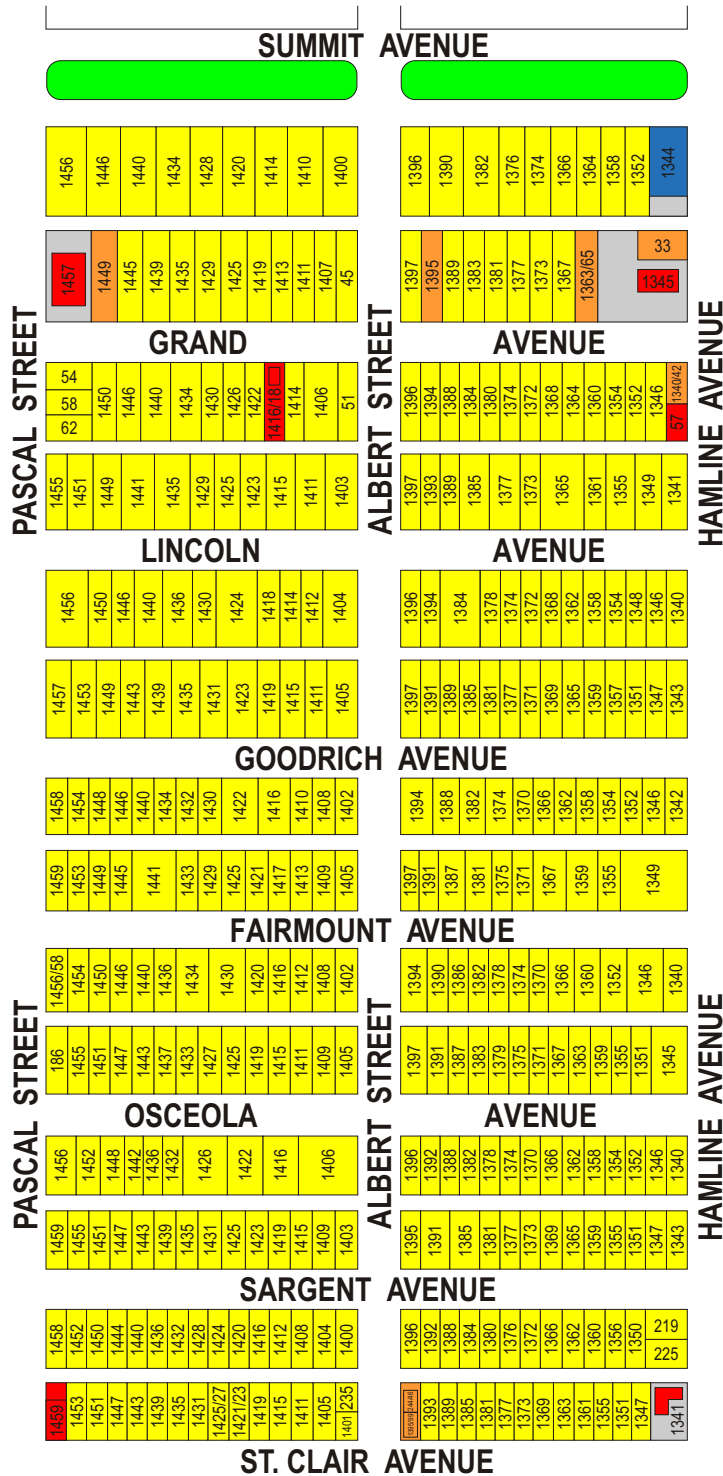 SUMMIT AVENUE
1456 1446 1440 1434 1428 1420 1414 1410 1400
1396 1390 1382 1376 1374 1366 1364 1358 1352 1344
1457 1449 1445 1439 1435 1429 1425 1419 1413 1411 1407 45
1397 1395 1389 1383 1381 1377 1373 1367 1363/65 33
1345
GRAND AVENUE
54
58
62
1450 1446 1440 1434 1430 1426 1422 1416/18 1414 1406 51
1396 1394 1388 1384 1380 1374 1372 1368 1364 1360 1354 1352 1346 1340/42
57
1455 1451 1449 1441 1435 1429 1425 1423 1415 1411 1403
1397 1393 1389 1385 1377 1373 1365 1361 1355 1349 1341
PASCAL STREET
ALBERT STREET
HAMLINE AVENUE
LINCOLN AVENUE
1456 1450 1446 1440 1436 1430 1424 1418 1414 1412 1404
1396 1394 1384 1378 1374 1372 1368 1362 1358 1354 1348 1346 1340
1457 1453 1449 1443 1439 1435 1431 1423 1419 1415 1411 1405
1397 1391 1389 1385 1381 1377 1371 1369 1365 1359 1357 1351 1347 1343
GOODRICH AVENUE
1458 1454 1448 1446 1440 1434 1432 1430 1422 1416 1410 1408 1402
1394 1388 1382 1374 1370 1366 1362 1358 1354 1352 1346 1342
1459 1453 1449 1445 1441 1433 1429 1425 1421 1417 1413 1409 1405
1397 1391 1387 1381 1375 1371 1367 1359 1355 1349
FAIRMOUNT AVENUE
1456/58 1454 1450 1446 1440 1436 1434 1430 1420 1416 1412 1408 1402
1394 1390 1386 1382 1378 1374 1370 1366 1360 1352 1346 1340
186 1455 1451 1447 1443 1437 1433 1427 1425 1419 1415 1411 1409 1405
1397 1391 1387 1383 1379 1375 1371 1367 1363 1359 1355 1351 1345
PASCAL STREET
ALBERT STREET
HAMLINE AVENUE
OSCEOLA AVENUE
1456 1452 1448 1442 1436 1432 1426 1422 1416 1406
1396 1392 1388 1382 1378 1374 1370 1366 1362 1358 1354 1352 1346 1340
1459 1455 1451 1447 1443 1439 1435 1431 1425 1423 1419 1415 1409 1403
1395 1391 1385 1381 1377 1373 1369 1365 1359 1355 1351 1347 1343
SARGENT AVENUE
1458 1452 1450 1444 1440 1436 1432 1428 1424 1420 1416 1412 1408 1404 1400
1396 1392 1388 1384 1380 1376 1372 1366 1362 1360 1356 1350 219
225
1459 1453 1451 1447 1443 1439 1435 1431 1425/27 1421/23 1419 1415 1411 1405 1401 235
1393 1389 1385 1381 1377 1373 1369 1363 1361 1355 1351 1347 1341
ST. CLAIR AVENUE